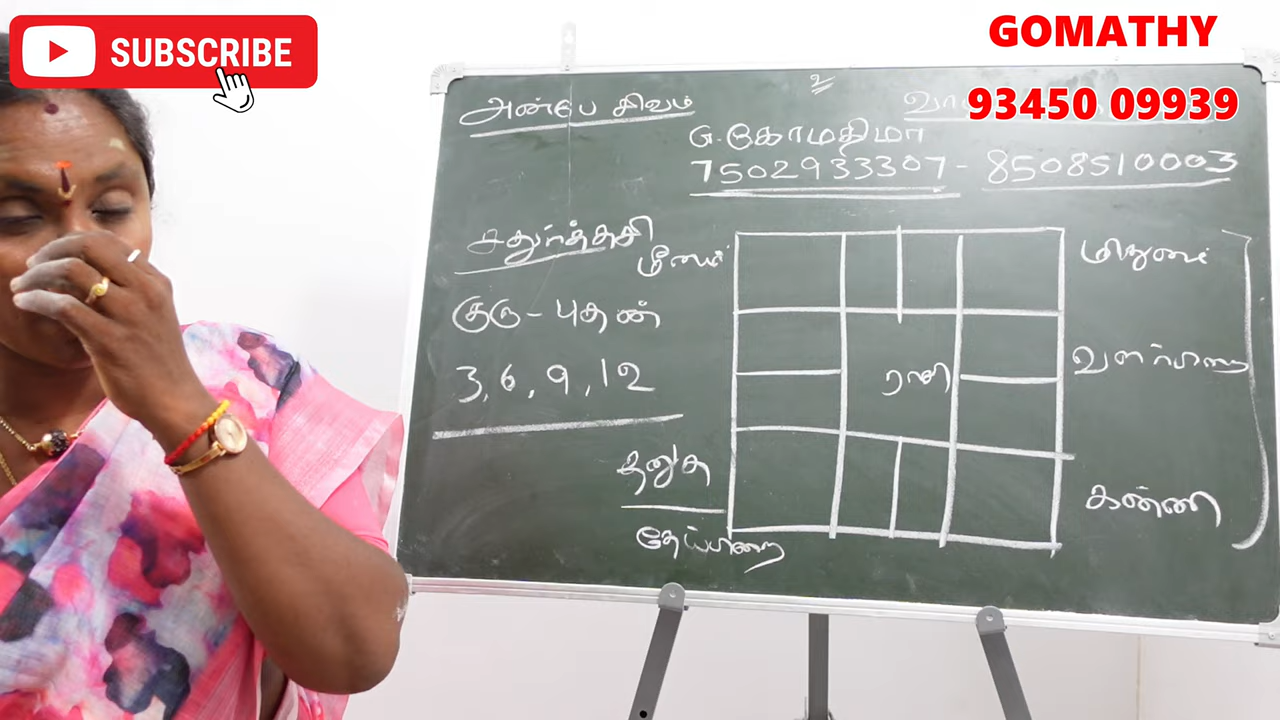 SUBSCRIBE
GOMATHY
93450 09939
உ
அன்பே சிவம்
G.கோமதிமா
7502933307 - 8508510003
சதுர்த்தசி
மீனம்
மிதுனம்
குரு - புதன்
3, 6, 9, 12
ராசி
வளர்பிறை
தனுசு
கன்னி
தேய்பிறை